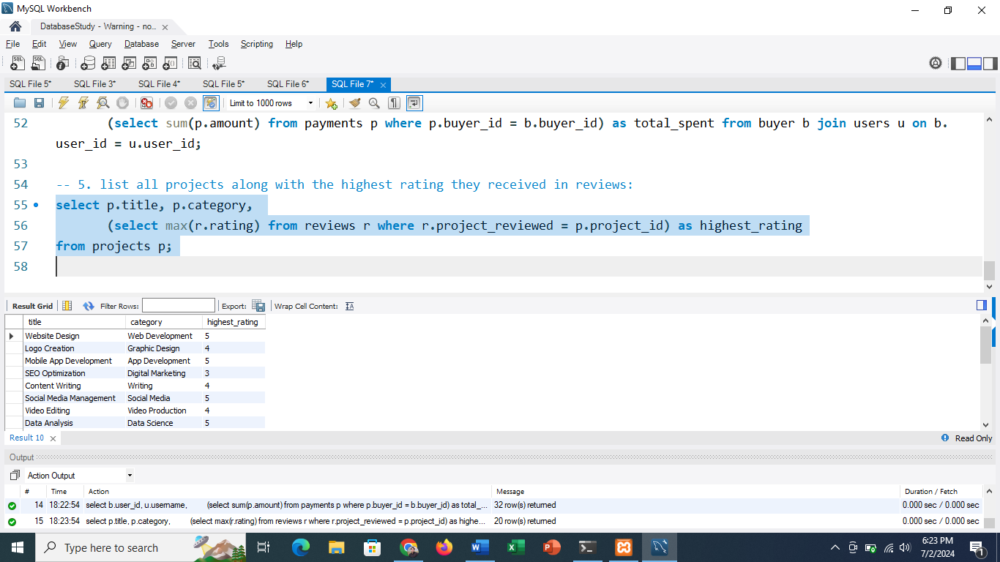 MySQL Workbench
DatabaseStudy - Warning - no...
File Edit View Query Database Server Tools Scripting Help
SQL File 5* SQL File 3* SQL File 4* SQL File 5* SQL File 6* SQL File 7*
Limit to 1000 rows
52 (select sum(p.amount) from payments p where p.buyer_id = b.buyer_id) as total_spent from buyer b join users u on b.
user_id = u.user_id;
53
54 -- 5. list all projects along with the highest rating they received in reviews:
55 select p.title, p.category,
56 (select max(r.rating) from reviews r where r.project_reviewed = p.project_id) as highest_rating
57 from projects p;
58
Result Grid Filter Rows: Export: Wrap Cell Content:
title category highest_rating
Website Design Web Development 5
Logo Creation Graphic Design 4
Mobile App Development App Development 5
SEO Optimization Digital Marketing 3
Content Writing Writing 4
Social Media Management Social Media 5
Video Editing Video Production 4
Data Analysis Data Science 5
Result 10 Read Only
Output
Action Output
# Time Action Message Duration / Fetch
14 18:22:54 select b.user_id, u.username, (select sum(p.amount) from payments p where p.buyer_id = b.buyer_id) as total_... 32 row(s) returned 0.000 sec / 0.000 sec
15 18:23:54 select p.title, p.category, (select max(r.rating) from reviews r where r.project_reviewed = p.project_id) as highe... 20 row(s) returned 0.000 sec / 0.000 sec
Type here to search
6:23 PM
7/2/2024
1